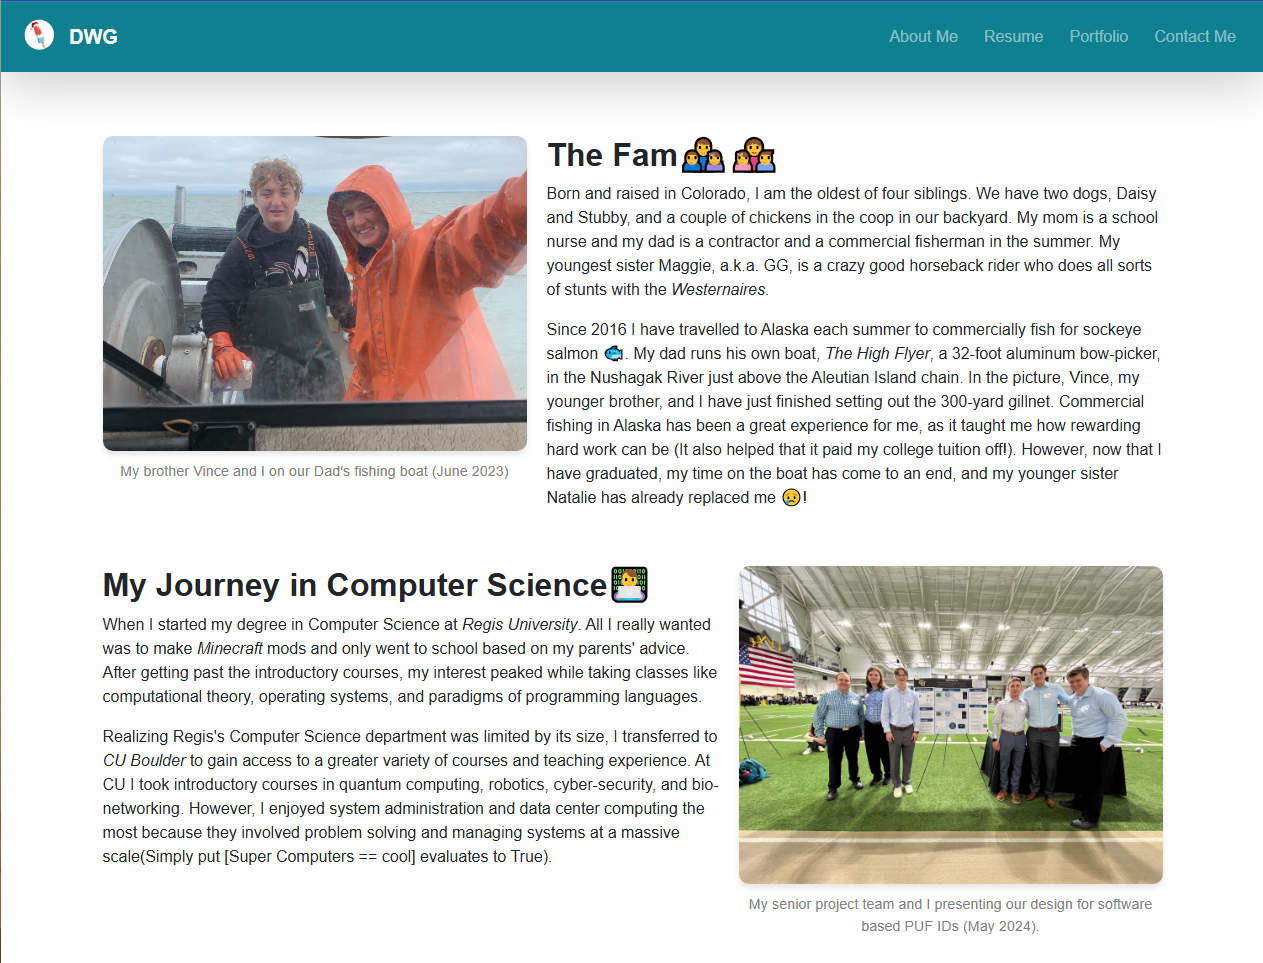 DWG
About Me Resume Portfolio Contact Me
The Fam
Born and raised in Colorado, I am the oldest of four siblings. We have two dogs, Daisy
and Stubby, and a couple of chickens in the coop in our backyard. My mom is a school
nurse and my dad is a contractor and a commercial fisherman in the summer. My
youngest sister Maggie, a.k.a. GG, is a crazy good horseback rider who does all sorts
of stunts with the Westernaires.
Since 2016 I have travelled to Alaska each summer to commercially fish for sockeye
salmon 🐟. My dad runs his own boat, The High Flyer, a 32-foot aluminum bow-picker,
in the Nushagak River just above the Aleutian Island chain. In the picture, Vince, my
younger brother, and I have just finished setting out the 300-yard gillnet. Commercial
fishing in Alaska has been a great experience for me, as it taught me how rewarding
hard work can be (It also helped that it paid my college tuition off!). However, now that I
have graduated, my time on the boat has come to an end, and my younger sister
Natalie has already replaced me 😢!
My brother Vince and I on our Dad's fishing boat (June 2023)
My Journey in Computer Science
When I started my degree in Computer Science at Regis University. All I really wanted
was to make Minecraft mods and only went to school based on my parents' advice.
After getting past the introductory courses, my interest peaked while taking classes like
computational theory, operating systems, and paradigms of programming languages.
Realizing Regis's Computer Science department was limited by its size, I transferred to
CU Boulder to gain access to a greater variety of courses and teaching experience. At
CU I took introductory courses in quantum computing, robotics, cyber-security, and bio-
networking. However, I enjoyed system administration and data center computing the
most because they involved problem solving and managing systems at a massive
scale(Simply put [Super Computers == cool] evaluates to True).
My senior project team and I presenting our design for software
based PUF IDs (May 2024).